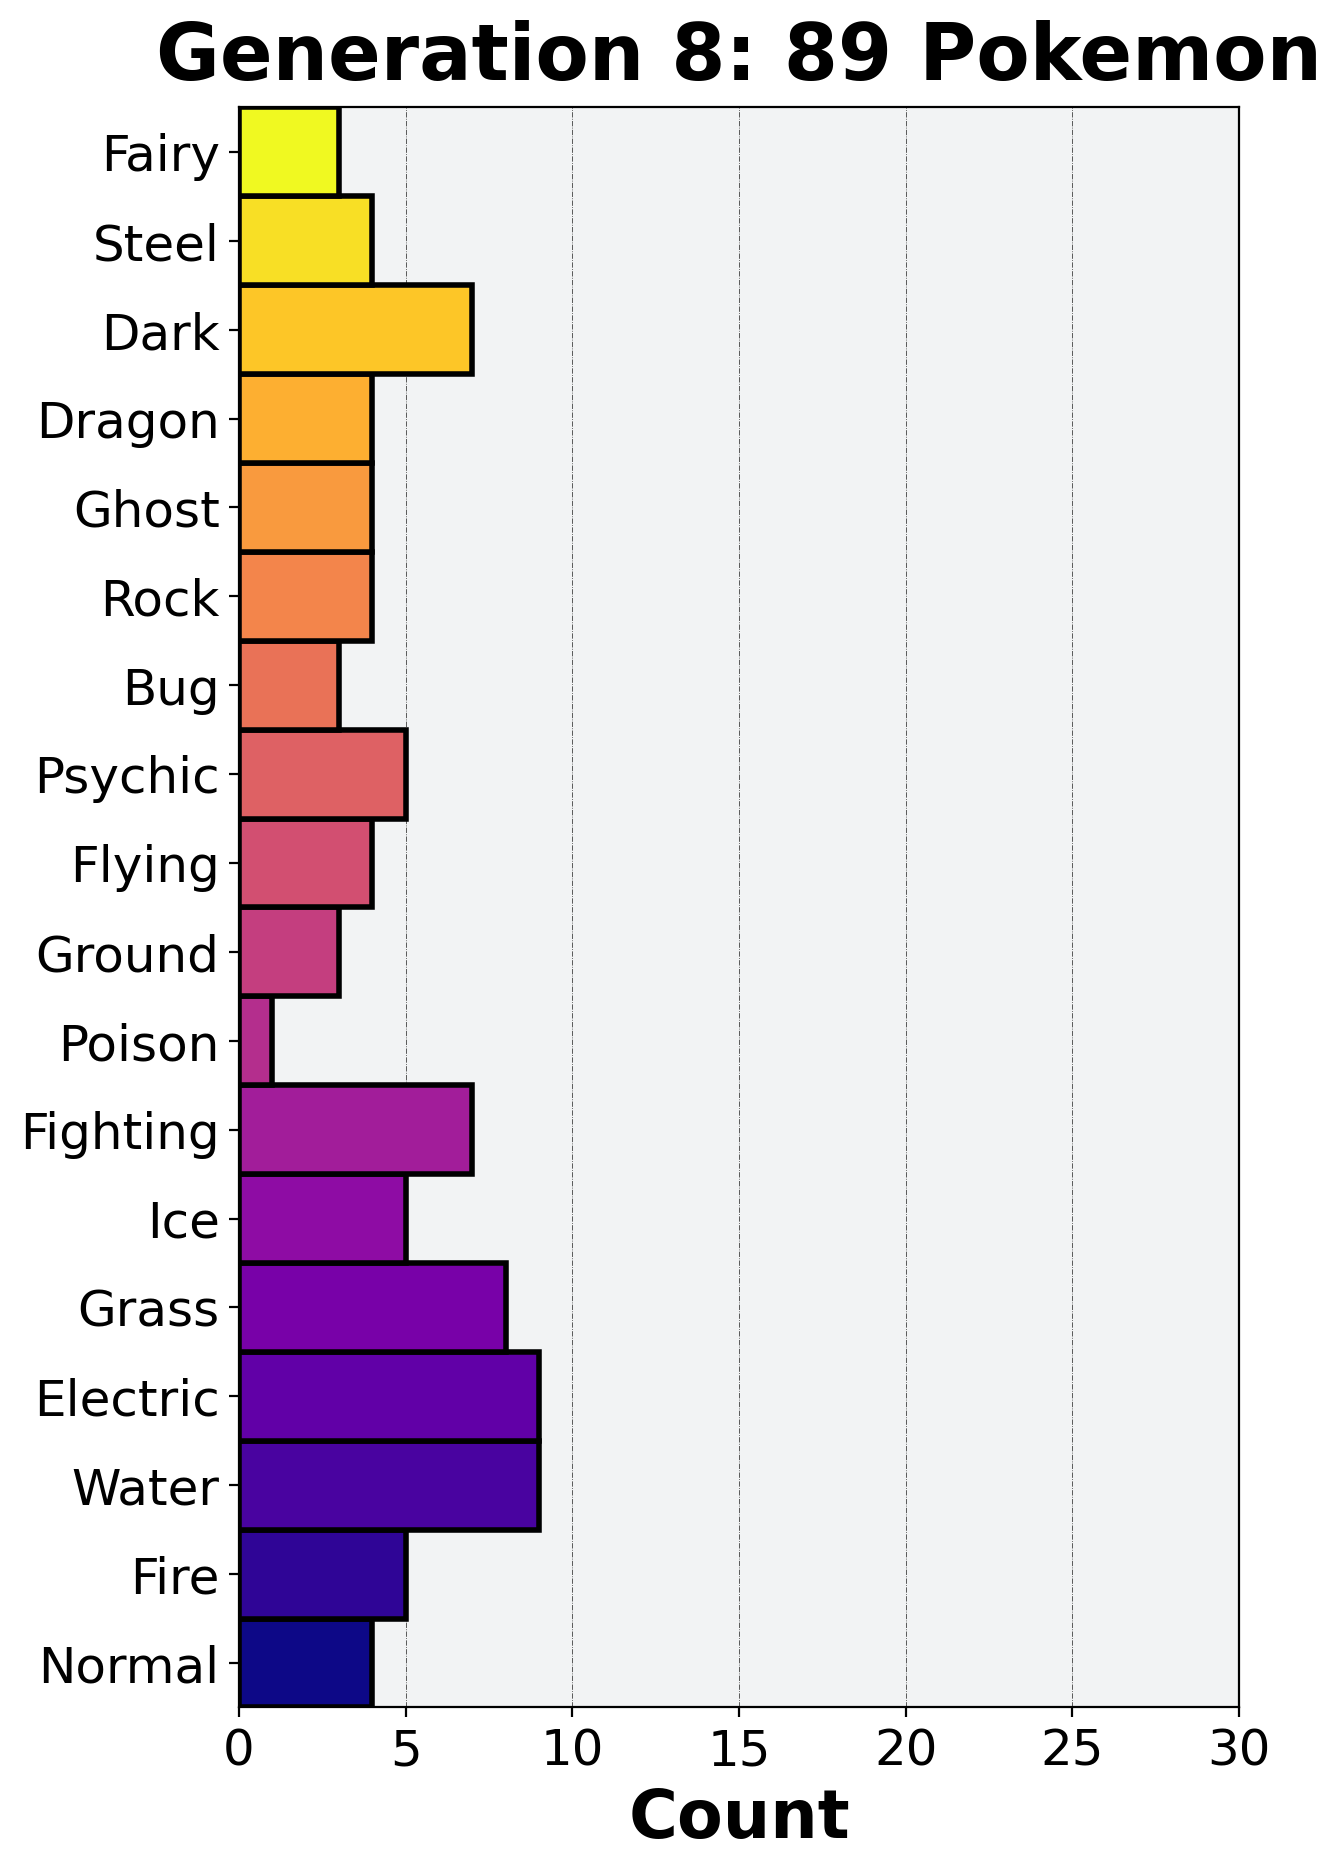 Generation 8: 89 Pokemon
Fairy
Steel
Dark
Dragon
Ghost
Rock
Bug
Psychic
Flying
Ground
Poison
Fighting
Ice
Grass
Electric
Water
Fire
Normal
0 5 10 15 20 25 30
Count